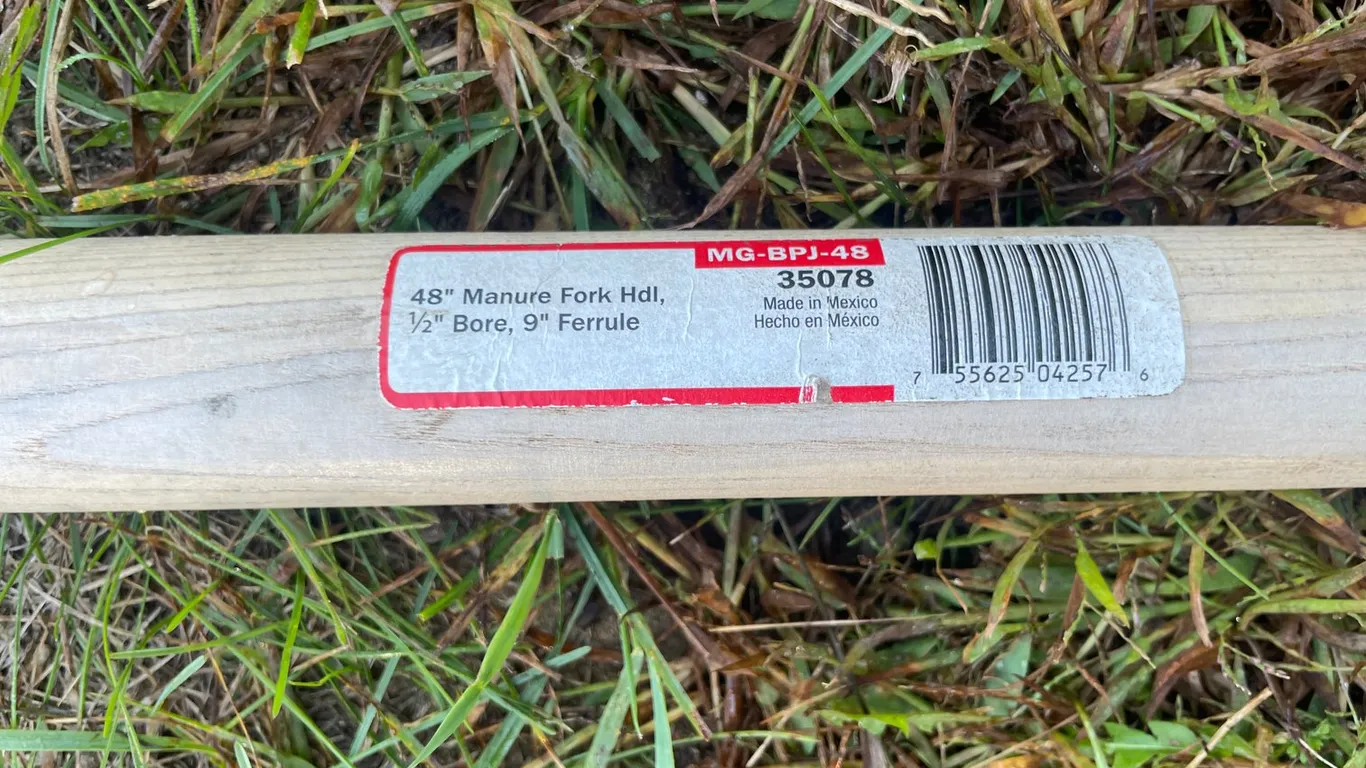 MG-BPJ-48
35078
48" Manure Fork Hdl,
½" Bore, 9" Ferrule
Made in Mexico
Hecho en México
7 55625 04257 6